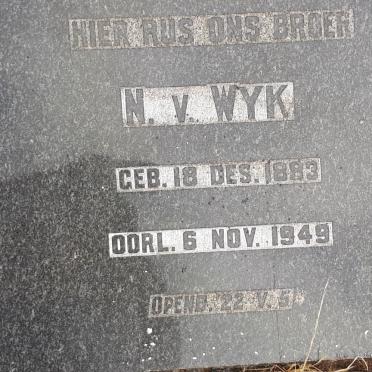 HIER RUS ONS BROER
N. v. WYK
GEB. 18 DES. 1883
OORL. 6 NOV. 1949
OPENB. 22 V. 5